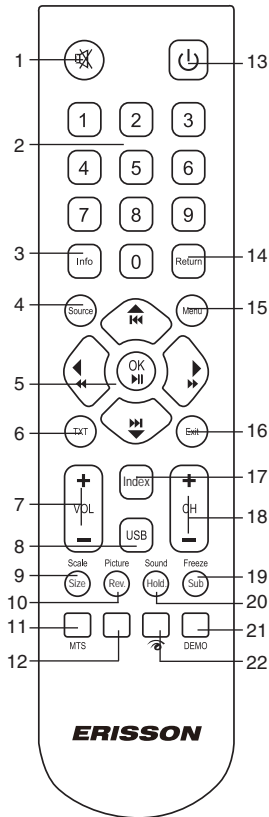 1 13
1 2 3
2
4 5 6
7 8 9
3 Info 0 Return 14
4 Source Menu 15
5 OK
6 TXT Exit 16
+ Index + 17
7 VOL CH 18
8 USB
- -
Scale Picture Sound Freeze
9 Size Rev. Hold. Sub 19
10 20
11 21
MTS DEMO
12 22
ERISSON